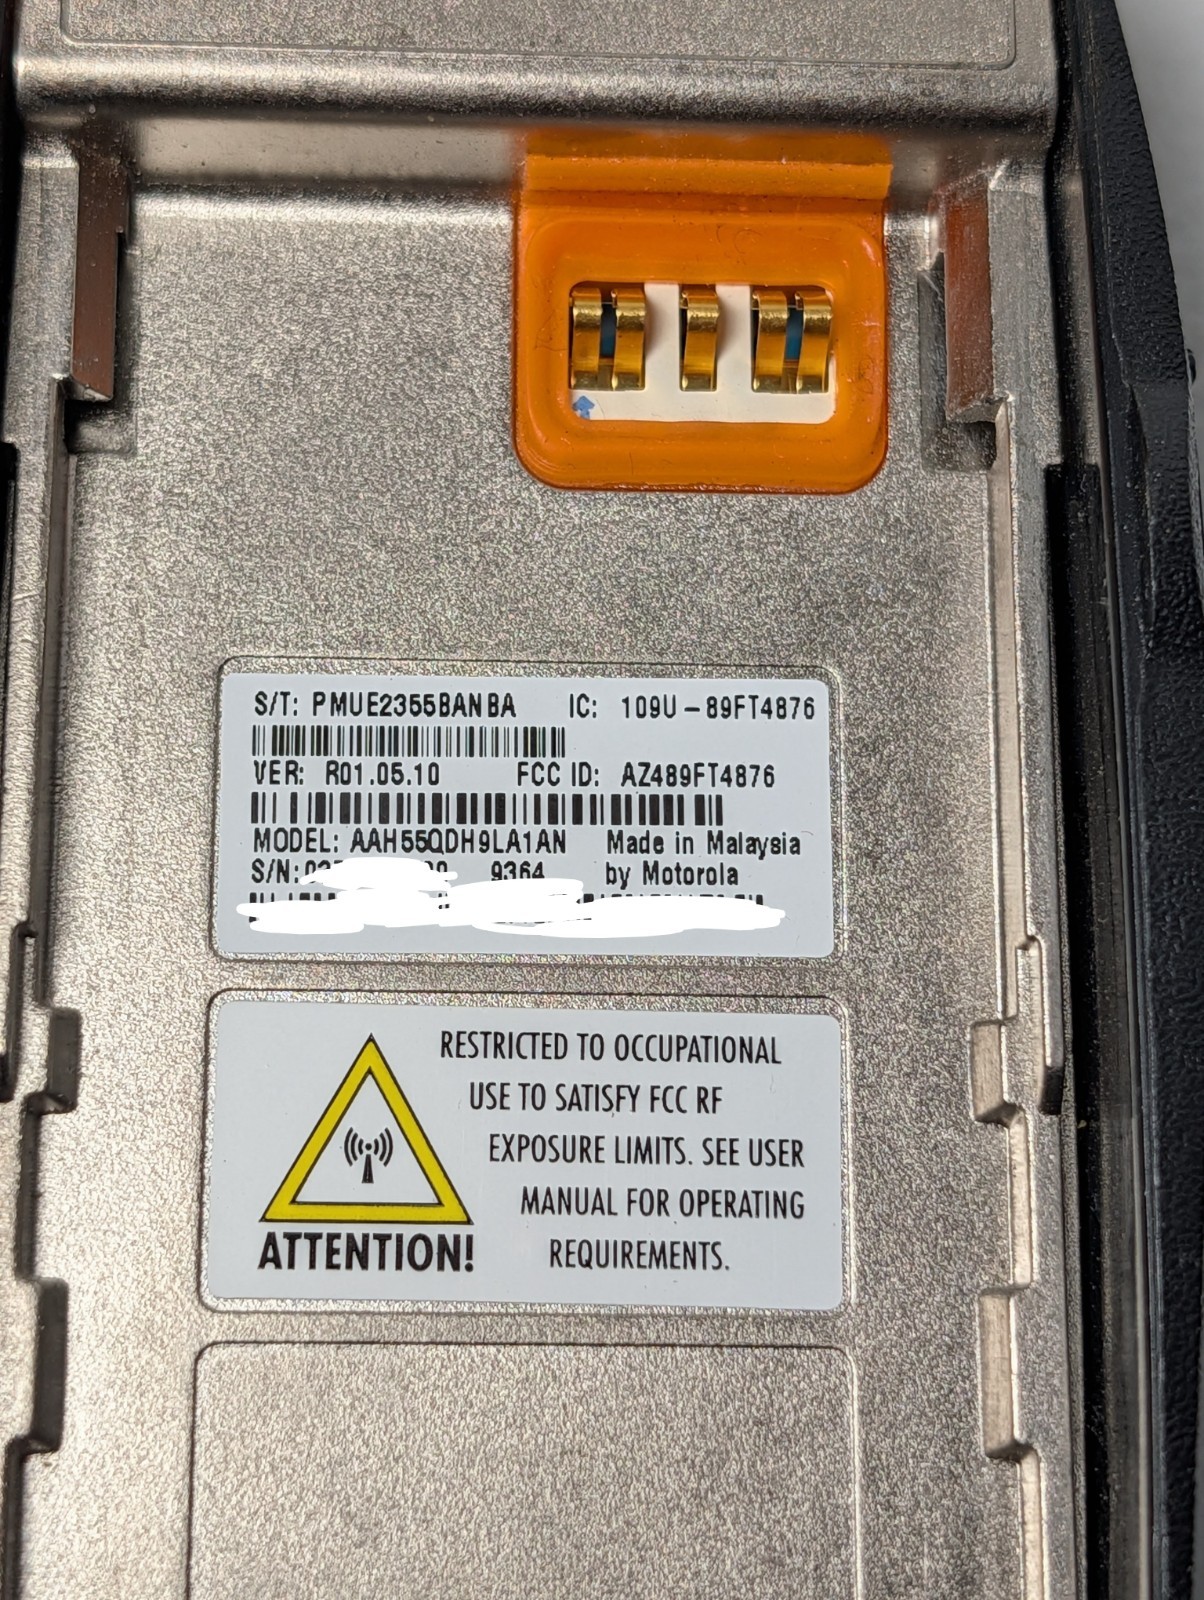 S/T: PMUE2355BANBA IC: 109U-89FT4876
VER: R01.05.10 FCC ID: AZ489FT4876
MODEL: AAH55QDH9LA1AN Made in Malaysia
S/N: 9364 by Motorola
RESTRICTED TO OCCUPATIONAL
USE TO SATISFY FCC RF
EXPOSURE LIMITS. SEE USER
MANUAL FOR OPERATING
REQUIREMENTS.
ATTENTION!